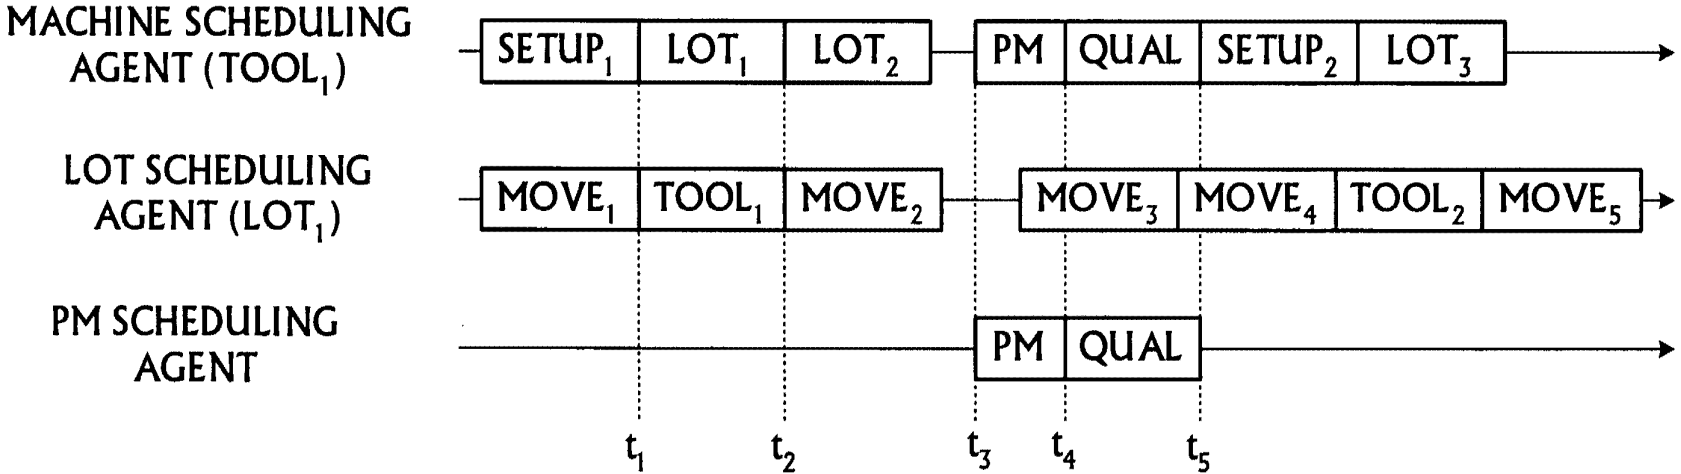 MACHINE SCHEDULING
AGENT (TOOL₁)
SETUP₁ LOT₁ LOT₂ PM QUAL SETUP₂ LOT₃
LOT SCHEDULING
AGENT (LOT₁)
MOVE₁ TOOL₁ MOVE₂ MOVE₃ MOVE₄ TOOL₂ MOVE₅
PM SCHEDULING
AGENT
PM QUAL
t₁ t₂ t₃ t₄ t₅